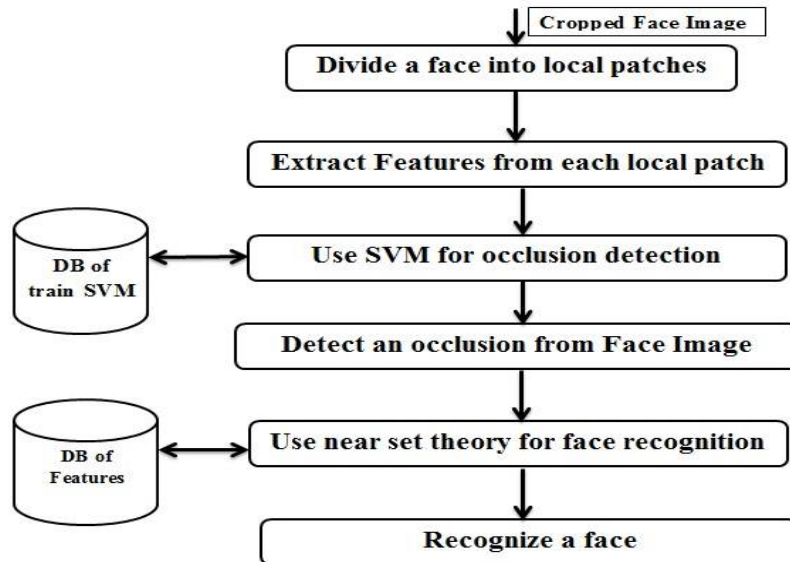 Cropped Face Image
Divide a face into local patches
Extract Features from each local patch
Use SVM for occlusion detection
DB of
train SVM
Detect an occlusion from Face Image
Use near set theory for face recognition
DB of
Features
Recognize a face